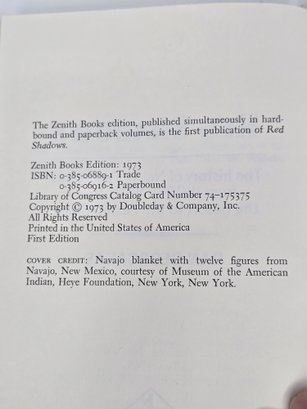 The Zenith Books edition, published simultaneously in hard-
bound and paperback volumes, is the first publication of Red
Shadows.
Zenith Books Edition: 1973
ISBN: 0-385-06889-1 Trade
0-385-06916-2 Paperbound
Library of Congress Catalog Card Number 74-175375
Copyright © 1973 by Doubleday & Company, Inc.
All Rights Reserved
Printed in the United States of America
First Edition
COVER CREDIT: Navajo blanket with twelve figures from
Navajo, New Mexico, courtesy of Museum of the American
Indian, Heye Foundation, New York, New York.